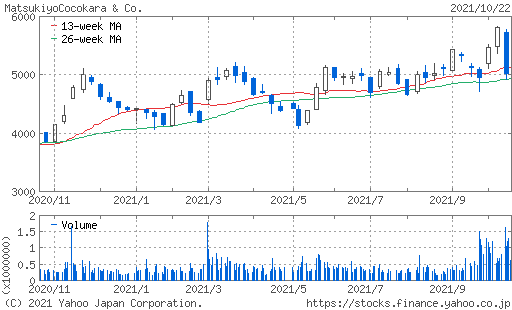 MatsukiyoCocokara & Co. 2021/10/22
6000
13-week MA
26-week MA
5000
4000
3000
2020/11 2021/1 2021/3 2021/5 2021/7 2021/9
2
Volume
1.5
1
0.5
0
(x1000000)
2020/11 2021/1 2021/3 2021/5 2021/7 2021/9
(C) 2021 Yahoo Japan Corporation. https://stocks.finance.yahoo.co.jp